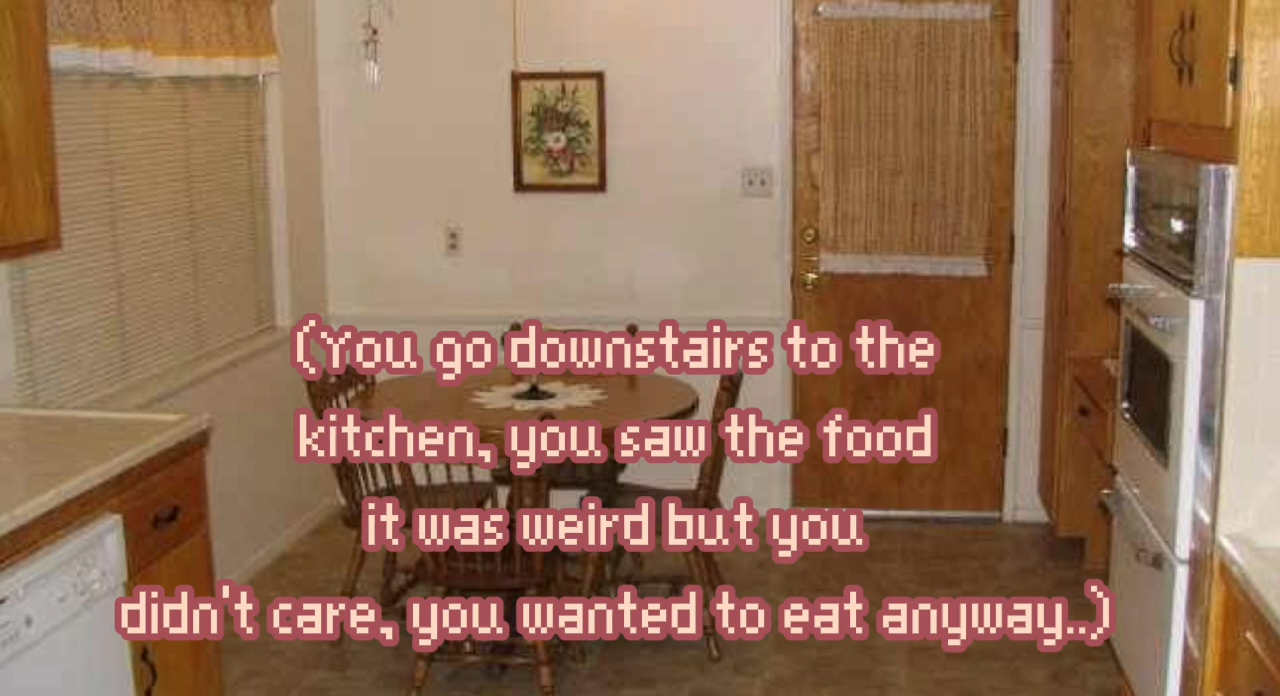 (You go downstairs to the
kitchen, you saw the food
it was weird but you
didn't care, you wanted to eat anyway..)